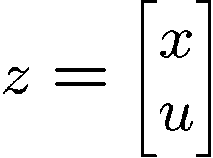 z = [x
u]